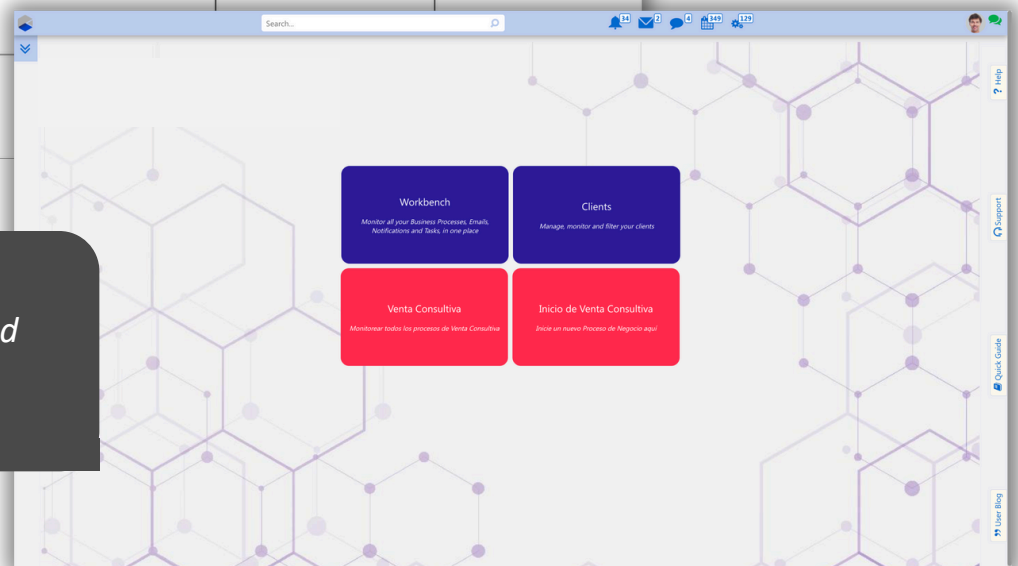 Search...
34
2
4
349
129
? Help
Workbench
Monitor all your Business Processes, Emails,
Notifications and Tasks, in one place
Clients
Manage, monitor and filter your clients
Support
d
Venta Consultiva
Monitorear todos los procesos de Venta Consultiva
Inicio de Venta Consultiva
Inicie un nuevo Proceso de Negocio aquí
Quick Guide
User Blog